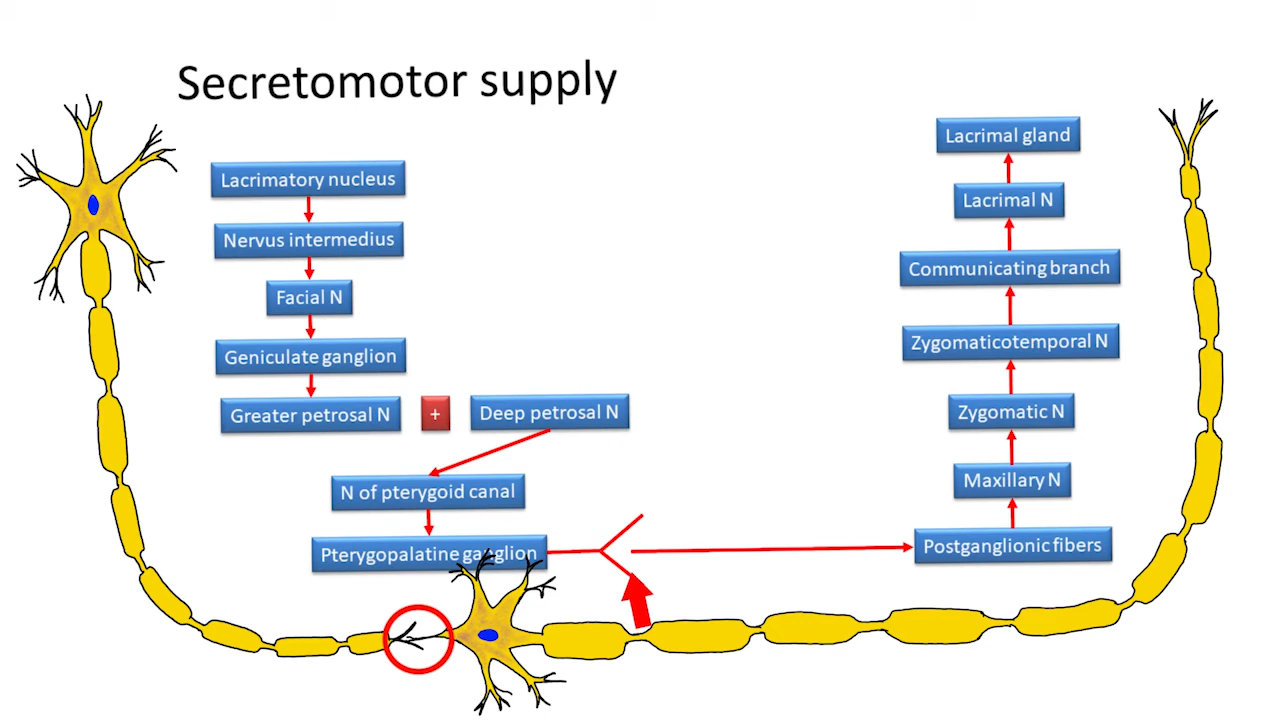 Secretomotor supply
Lacrimatory nucleus
Nervus intermedius
Facial N
Geniculate ganglion
Greater petrosal N
+
Deep petrosal N
N of pterygoid canal
Pterygopalatine ganglion
Lacrimal gland
Lacrimal N
Communicating branch
Zygomaticotemporal N
Zygomatic N
Maxillary N
Postganglionic fibers